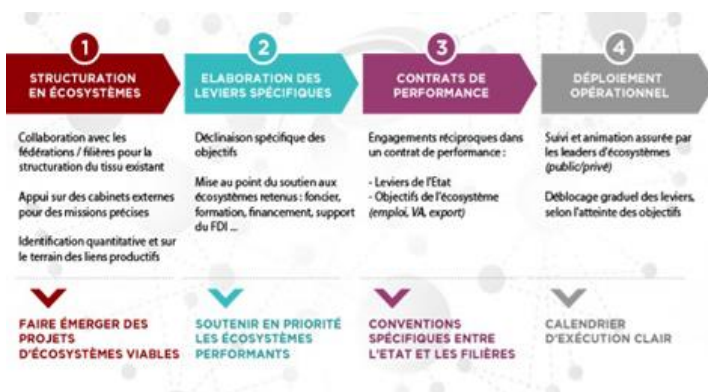 1
STRUCTURATION
EN ÉCOSYSTÈMES
Collaboration avec les
fédérations / filières pour la
structuration du tissu existant
Appui sur des cabinets externes
pour des missions précises
Identification quantitative et sur
le terrain des liens productifs
FAIRE ÉMERGER DES
PROJETS
D'ÉCOSYSTÈMES VIABLES
2
ELABORATION DES
LEVIERS SPÉCIFIQUES
Déclinaison spécifique des
objectifs
Mise au point du soutien aux
écosystèmes retenus : foncier,
formation, financement, support
du FDI ...
SOUTENIR EN PRIORITÉ
LES ÉCOSYSTÈMES
PERFORMANTS
3
CONTRATS DE
PERFORMANCE
Engagements réciproques dans
un contrat de performance :
- Leviers de l'Etat
- Objectifs de l'écosystème
(emploi, VA, export)
CONVENTIONS
SPÉCIFIQUES ENTRE
L'ETAT ET LES FILIÈRES
4
DÉPLOIEMENT
OPÉRATIONNEL
Suivi et animation assurée par
les leaders d'écosystèmes
(public/privé)
Déblocage graduel des leviers,
selon l'atteinte des objectifs
CALENDRIER
D'EXÉCUTION CLAIR